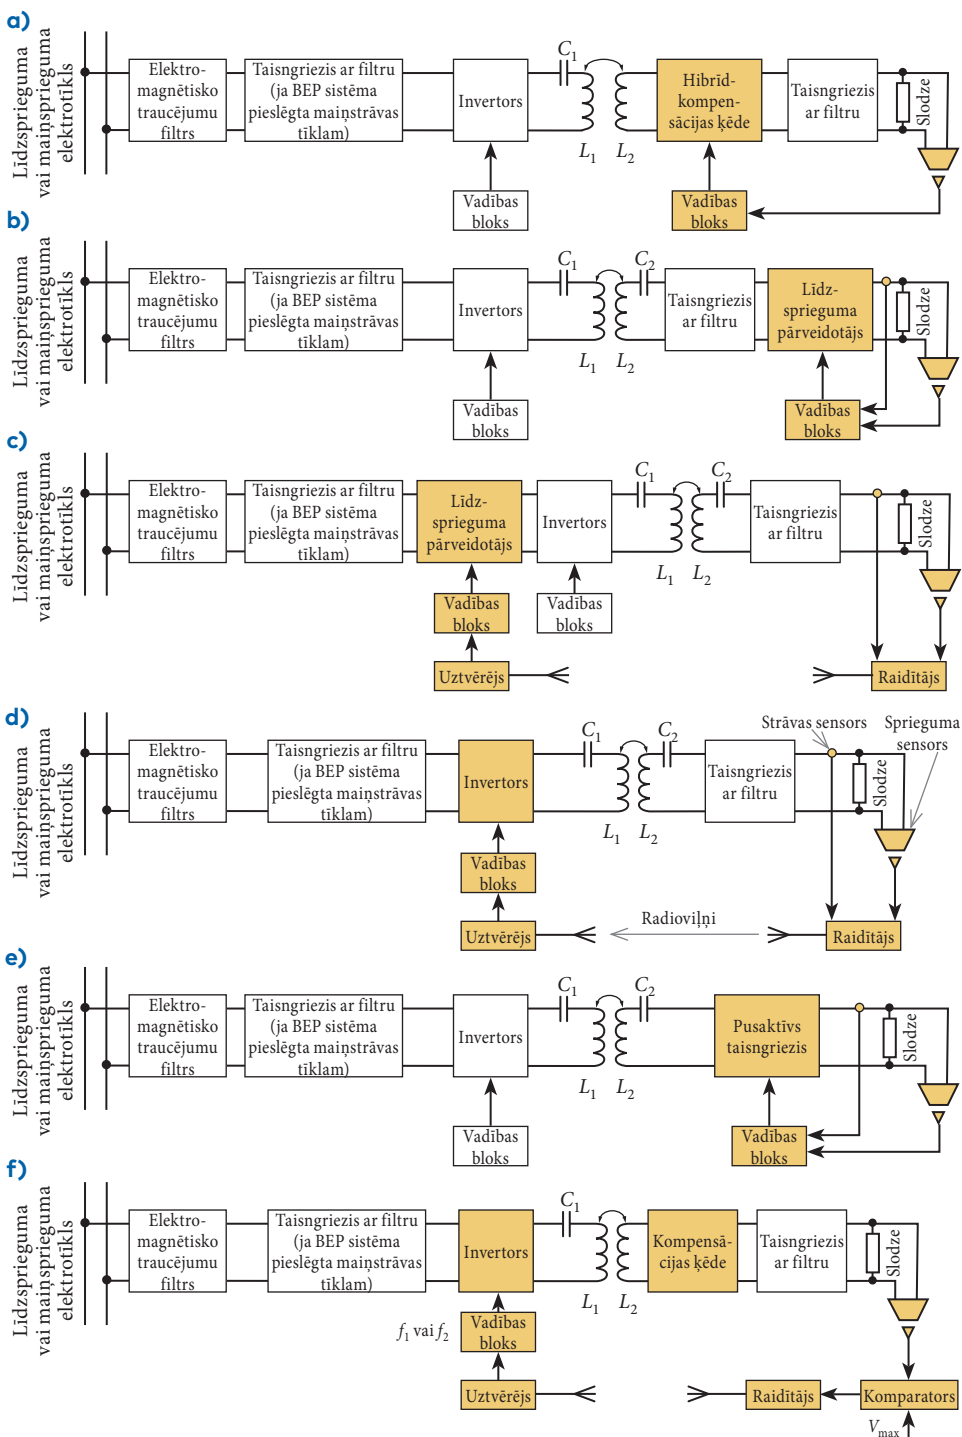 a)
Līdzsprieguma
vai maiņsprieguma
elektrotīkls
Elektro-
magnētisko
traucējumu
filtrs
Taisngriezis ar filtru
(ja BEP sistēma
pieslēgta maiņstrāvas
tīklam)
Invertors
Vadības
bloks
C1
L1
L2
Hibrīd-
kompen-
sācijas ķēde
Vadības
bloks
Taisngriezis
ar filtru
Slodze
b)
Līdzsprieguma
vai maiņsprieguma
elektrotīkls
Elektro-
magnētisko
traucējumu
filtrs
Taisngriezis ar filtru
(ja BEP sistēma
pieslēgta maiņstrāvas
tīklam)
Invertors
Vadības
bloks
C1
C2
L1
L2
Taisngriezis
ar filtru
Līdz-
sprieguma
pārveidotājs
Vadības
bloks
Slodze
c)
Līdzsprieguma
vai maiņsprieguma
elektrotīkls
Elektro-
magnētisko
traucējumu
filtrs
Taisngriezis ar filtru
(ja BEP sistēma
pieslēgta maiņstrāvas
tīklam)
Līdz-
sprieguma
pārveidotājs
Vadības
bloks
Uztvērējs
Invertors
Vadības
bloks
C1
C2
L1
L2
Taisngriezis
ar filtru
Slodze
Raidītājs
d)
Līdzsprieguma
vai maiņsprieguma
elektrotīkls
Elektro-
magnētisko
traucējumu
filtrs
Taisngriezis ar filtru
(ja BEP sistēma
pieslēgta maiņstrāvas
tīklam)
Invertors
Vadības
bloks
Uztvērējs
C1
C2
L1
L2
Taisngriezis
ar filtru
Strāvas sensors
Sprieguma
sensors
Slodze
Radioviļņi
Raidītājs
e)
Līdzsprieguma
vai maiņsprieguma
elektrotīkls
Elektro-
magnētisko
traucējumu
filtrs
Taisngriezis ar filtru
(ja BEP sistēma
pieslēgta maiņstrāvas
tīklam)
Invertors
Vadības
bloks
C1
C2
L1
L2
Pusaktīvs
taisngriezis
Vadības
bloks
Slodze
f)
Līdzsprieguma
vai maiņsprieguma
elektrotīkls
Elektro-
magnētisko
traucējumu
filtrs
Taisngriezis ar filtru
(ja BEP sistēma
pieslēgta maiņstrāvas
tīklam)
Invertors
f1 vai f2
Vadības
bloks
Uztvērējs
C1
L1
L2
Kompensā-
cijas ķēde
Taisngriezis
ar filtru
Slodze
Raidītājs
Komparators
Vmax